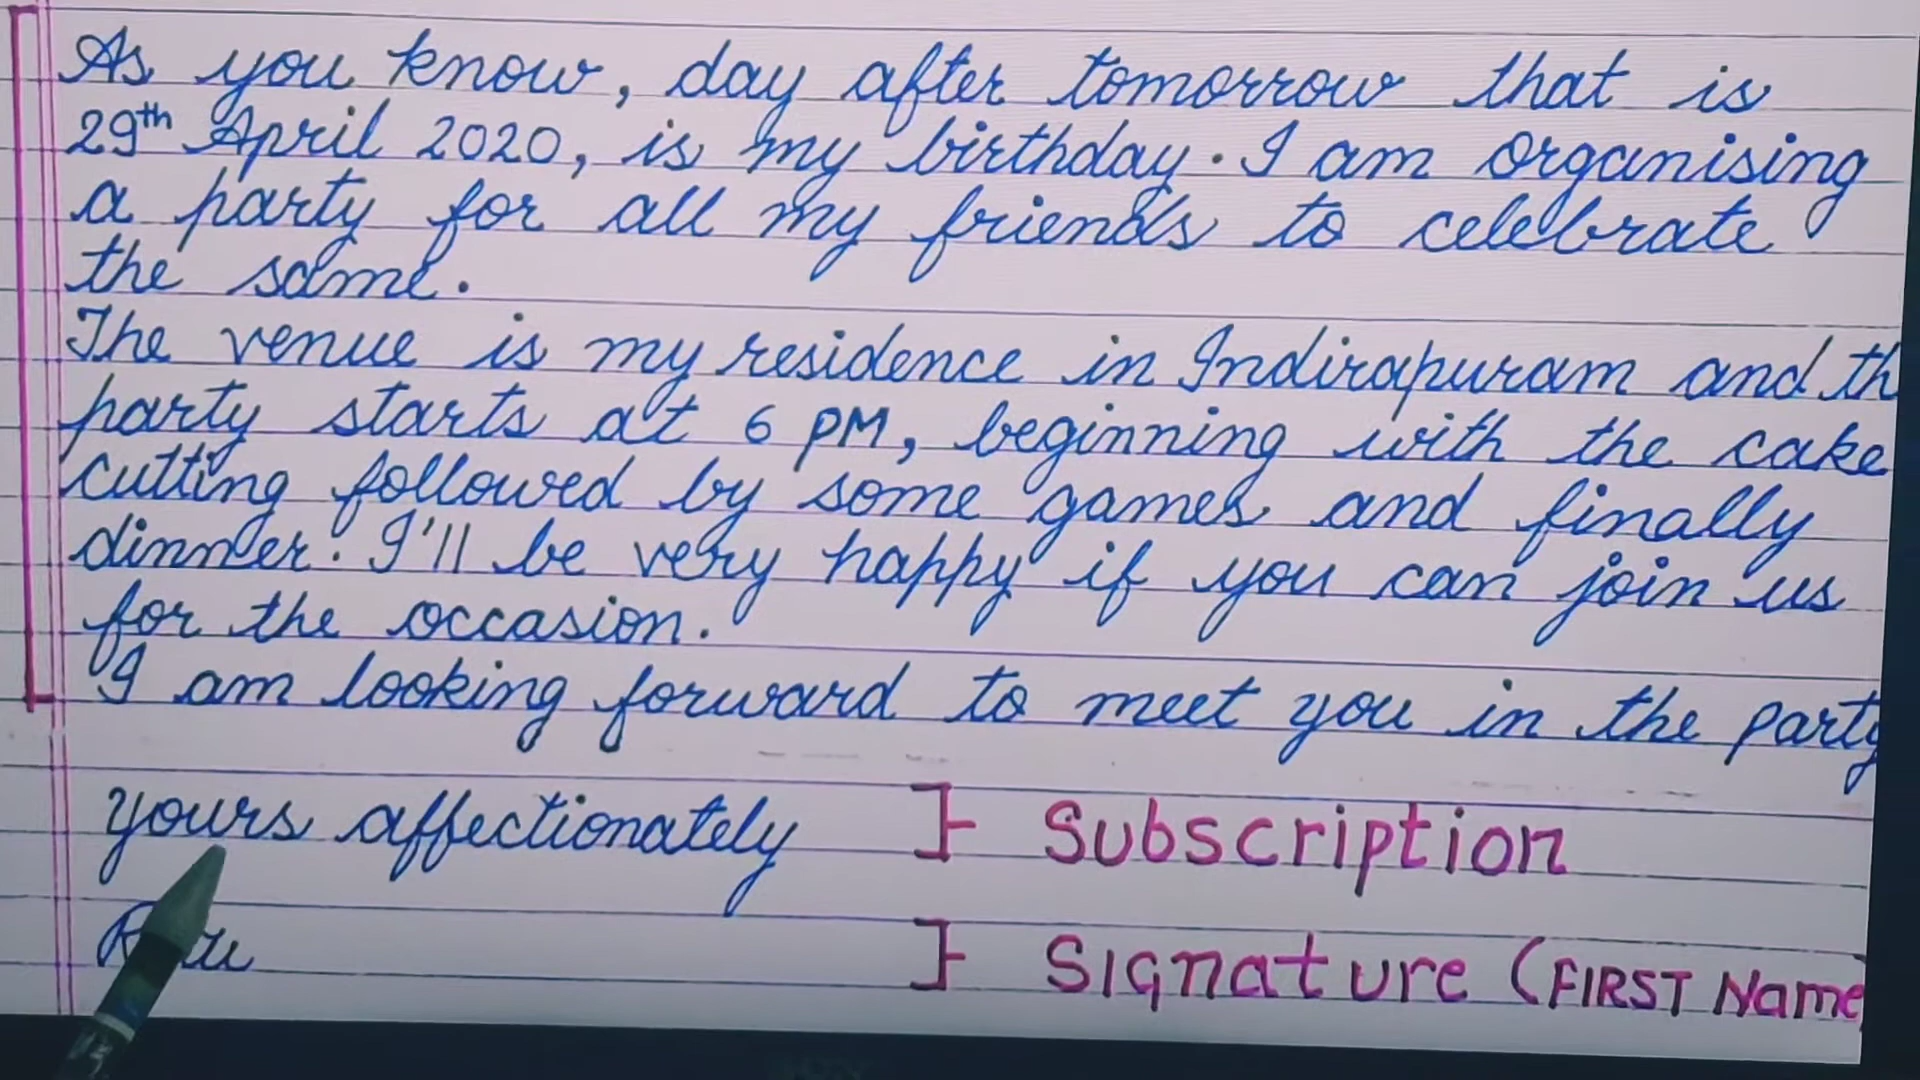 As you know, day after tomorrow that is
29th April 2020, is my birthday. I am organising
a party for all my friends to celebrate
the same.
The venue is my residence in Indirapuram and th
party starts at 6 PM, beginning with the cake
cutting followed by some games and finally
dinner. I'll be very happy if you can join us
for the occasion.
I am looking forward to meet you in the party
yours affectionately } Subscription
} Signature (FIRST Name)